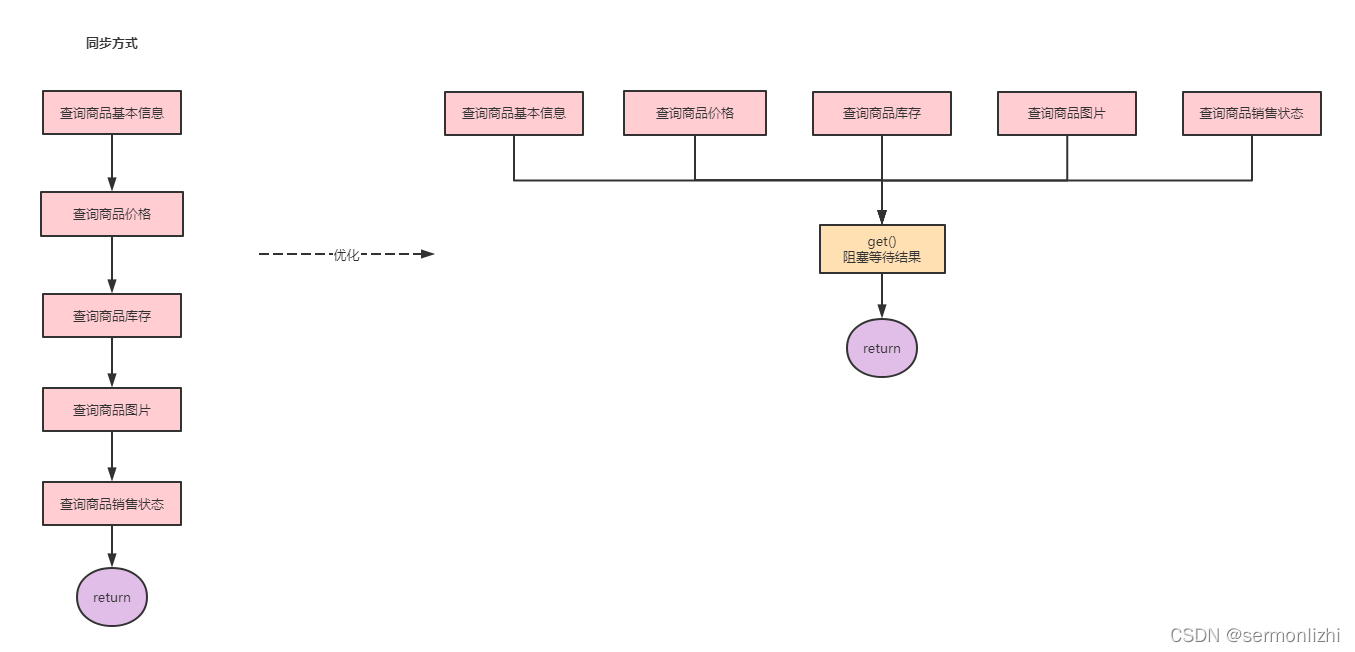 同步方式
查询商品基本信息
查询商品价格
查询商品库存
查询商品图片
查询商品销售状态
return
优化
查询商品基本信息
查询商品价格
查询商品库存
查询商品图片
查询商品销售状态
get()
阻塞等待结果
return
CSDN @sermonlizhi